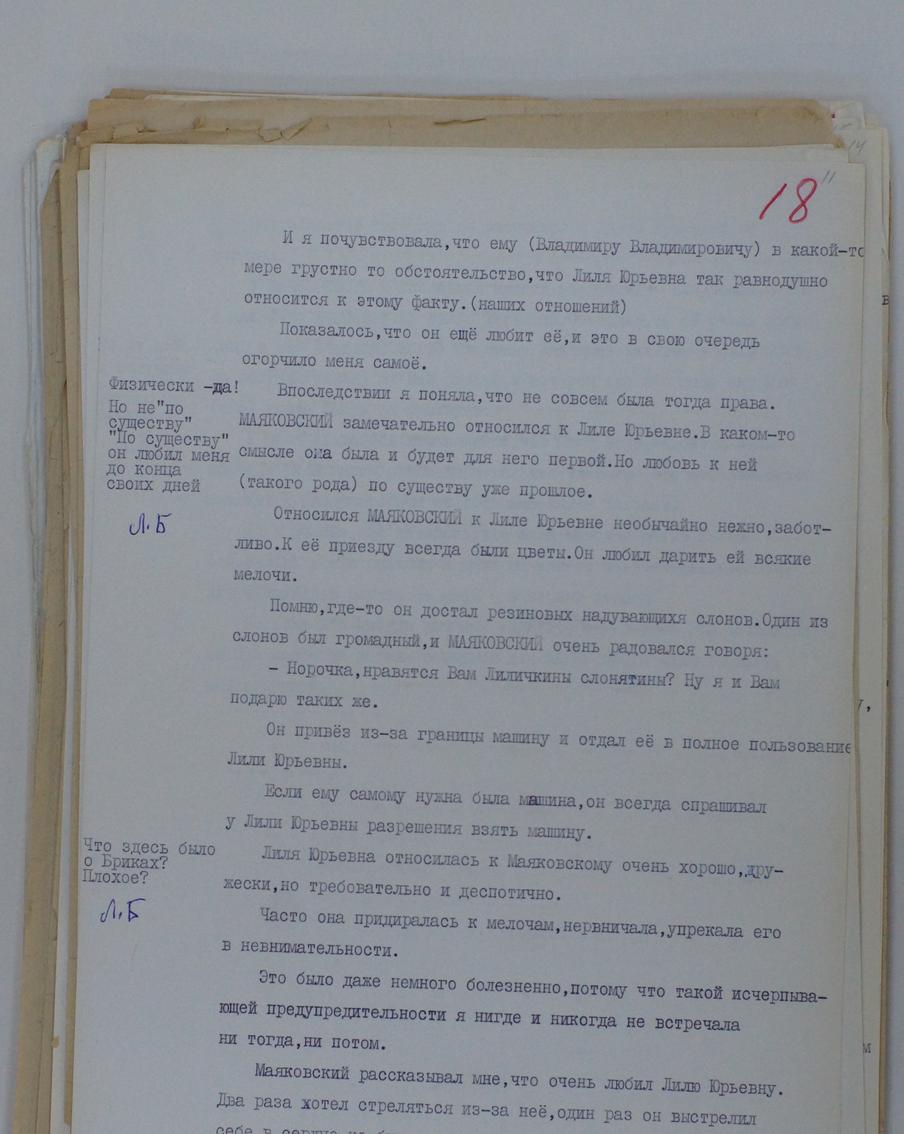 18
И я почувствовала,что ему (Владимиру Владимировичу) в какой-то
мере грустно то обстоятельство,что Лиля Юрьевна так равнодушно
относится к этому факту.(наших отношений)
Показалось,что он ещё любит её,и это в свою очередь
огорчило меня самоё.
Физически -да!
Но не"по
существу"
"По существу"
он любил меня
до конца
своих дней
Л.Б
Впоследствии я поняла,что не совсем была тогда права.
МАЯКОВСКИЙ замечательно относился к Лиле Юрьевне.В каком-то
смысле она была и будет для него первой.Но любовь к ней
(такого рода) по существу уже прошлое.
Относился МАЯКОВСКИЙ к Лиле Юрьевне необычайно нежно,забот-
ливо.К её приезду всегда были цветы.Он любил дарить ей всякие
мелочи.
Помню,где-то он достал резиновых надувающихя слонов.Один из
слонов был громадный,и МАЯКОВСКИЙ очень радовался говоря:
- Норочка,нравятся Вам Лиличкины слонятины? Ну я и Вам
подарю таких же.
Он привёз из-за границы машину и отдал её в полное пользование
Лили Юрьевны.
Если ему самому нужна была машина,он всегда спрашивал
у Лили Юрьевны разрешения взять машину.
Что здесь было
о Бриках?
Плохое?
Л.Б
Лиля Юрьевна относилась к Маяковскому очень хорошо,дру-
жески,но требовательно и деспотично.
Часто она придиралась к мелочам,нервничала,упрекала его
в невнимательности.
Это было даже немного болезненно,потому что такой исчерпыва-
ющей предупредительности я нигде и никогда не встречала
ни тогда,ни потом.
Маяковский рассказывал мне,что очень любил Лилю Юрьевну.
Два раза хотел стреляться из-за неё,один раз он выстрелил
себе в сердце